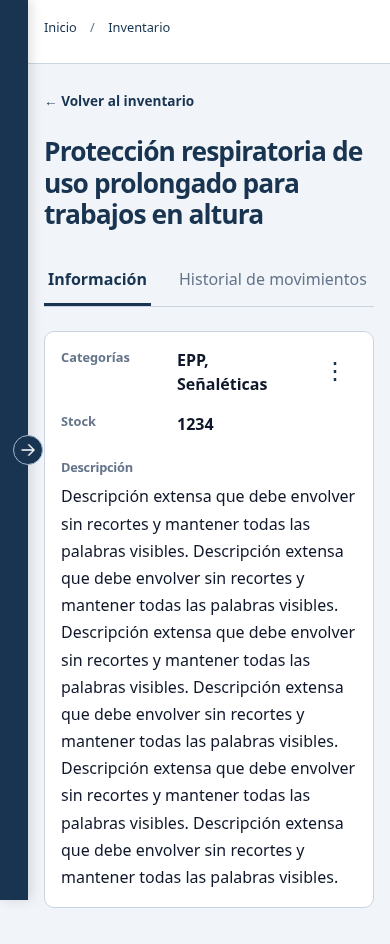 Inicio / Inventario
← Volver al inventario
Protección respiratoria de
uso prolongado para
trabajos en altura
Información Historial de movimientos
Categorías EPP,
Señaléticas
Stock 1234
Descripción
Descripción extensa que debe envolver
sin recortes y mantener todas las
palabras visibles. Descripción extensa
que debe envolver sin recortes y
mantener todas las palabras visibles.
Descripción extensa que debe envolver
sin recortes y mantener todas las
palabras visibles. Descripción extensa
que debe envolver sin recortes y
mantener todas las palabras visibles.
Descripción extensa que debe envolver
sin recortes y mantener todas las
palabras visibles. Descripción extensa
que debe envolver sin recortes y
mantener todas las palabras visibles.